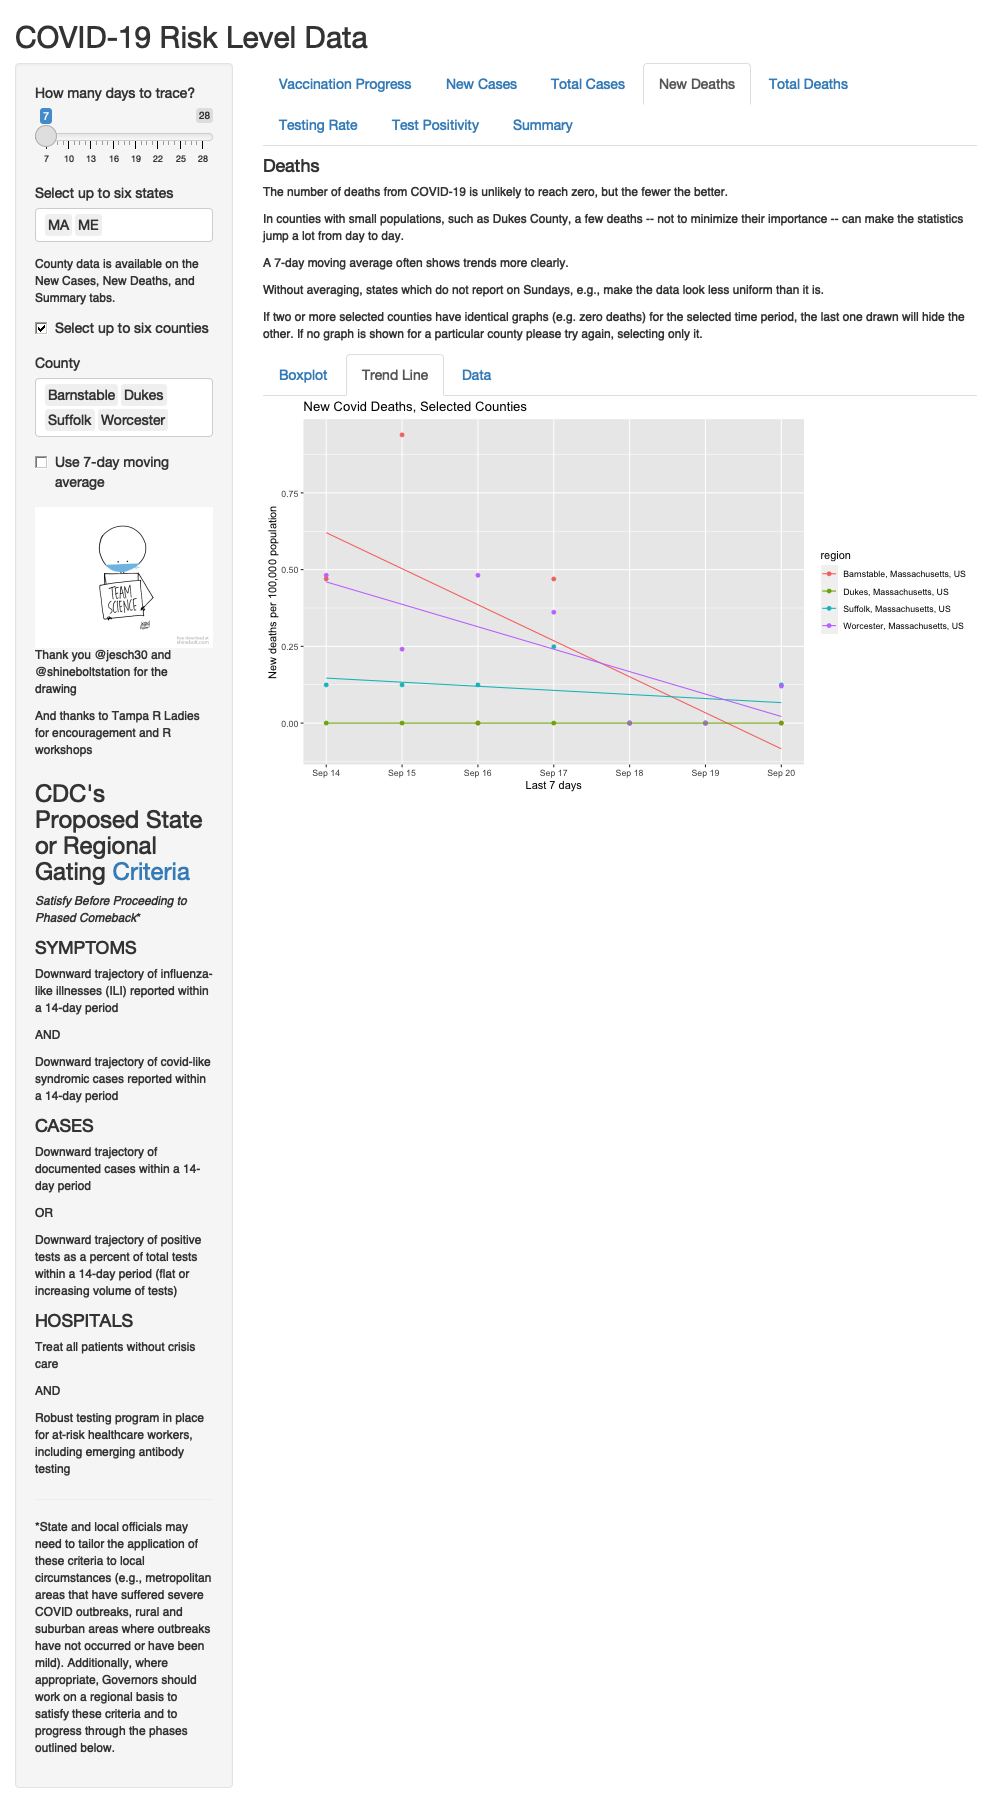 COVID-19 Risk Level Data
How many days to trace?
7
28
7 10 13 16 19 22 25 28
Select up to six states
MA ME
County data is available on the
New Cases, New Deaths, and
Summary tabs.
Select up to six counties
County
Barnstable Dukes
Suffolk Worcester
Use 7-day moving
average
TEAM
SCIENCE
Thank you @jesch30 and
@shineboltstation for the
drawing
And thanks to Tampa R Ladies
for encouragement and R
workshops
CDC's
Proposed State
or Regional
Gating Criteria
Satisfy Before Proceeding to
Phased Comeback*
SYMPTOMS
Downward trajectory of influenza-
like illnesses (ILI) reported within
a 14-day period
AND
Downward trajectory of covid-like
syndromic cases reported within
a 14-day period
CASES
Downward trajectory of
documented cases within a 14-
day period
OR
Downward trajectory of positive
tests as a percent of total tests
within a 14-day period (flat or
increasing volume of tests)
HOSPITALS
Treat all patients without crisis
care
AND
Robust testing program in place
for at-risk healthcare workers,
including emerging antibody
testing
*State and local officials may
need to tailor the application of
these criteria to local
circumstances (e.g., metropolitan
areas that have suffered severe
COVID outbreaks, rural and
suburban areas where outbreaks
have not occurred or have been
mild). Additionally, where
appropriate, Governors should
work on a regional basis to
satisfy these criteria and to
progress through the phases
outlined below.
Vaccination Progress New Cases Total Cases New Deaths Total Deaths
Testing Rate Test Positivity Summary
Deaths
The number of deaths from COVID-19 is unlikely to reach zero, but the fewer the better.
In counties with small populations, such as Dukes County, a few deaths -- not to minimize their importance -- can make the statistics
jump a lot from day to day.
A 7-day moving average often shows trends more clearly.
Without averaging, states which do not report on Sundays, e.g., make the data look less uniform than it is.
If two or more selected counties have identical graphs (e.g. zero deaths) for the selected time period, the last one drawn will hide the
other. If no graph is shown for a particular county please try again, selecting only it.
Boxplot Trend Line Data
New Covid Deaths, Selected Counties
New deaths per 100,000 population
0.75
0.50
0.25
0.00
Sep 14 Sep 15 Sep 16 Sep 17 Sep 18 Sep 19 Sep 20
Last 7 days
region
Barnstable, Massachusetts, US
Dukes, Massachusetts, US
Suffolk, Massachusetts, US
Worcester, Massachusetts, US